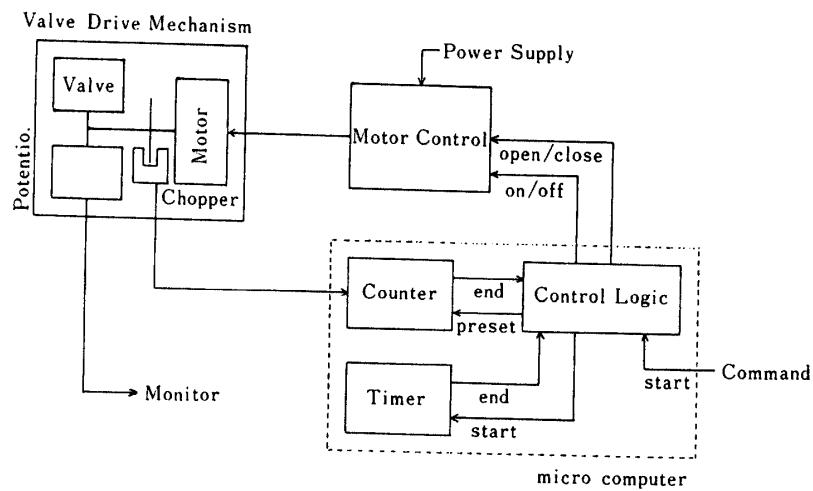 Valve Drive Mechanism
Power Supply
Valve
Motor
Motor Control
open/close
on/off
Potentio.
Chopper
Counter
end
Control Logic
preset
Timer
end
start
start
Command
Monitor
micro computer